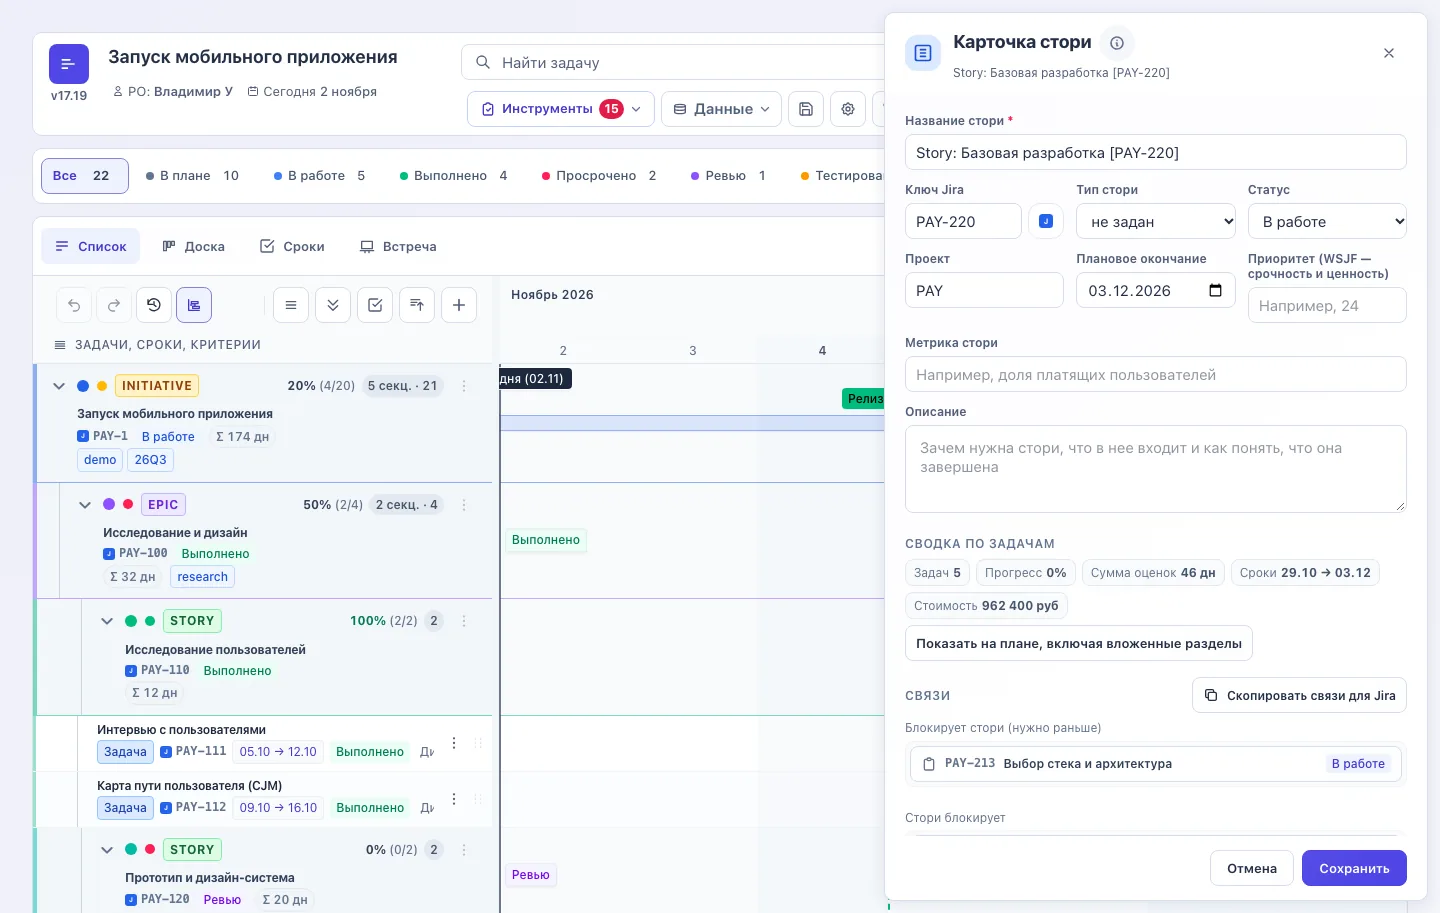 Запуск мобильного приложения
v17.19
PO: Владимир У
Сегодня 2 ноября
Найти задачу
Инструменты 15
Данные
Все 22
В плане 10
В работе 5
Выполнено 4
Просрочено 2
Ревью 1
Тестирова
Список
Доска
Сроки
Встреча
ЗАДАЧИ, СРОКИ, КРИТЕРИИ
Ноябрь 2026
2 3 4
дня (02.11)
Релиз
INITIATIVE 20% (4/20) 5 секц. · 21
Запуск мобильного приложения
PAY-1 В работе Σ 174 дн
demo 26Q3
EPIC 50% (2/4) 2 секц. · 4
Исследование и дизайн
PAY-100 Выполнено
Σ 32 дн research
Выполнено
STORY 100% (2/2) 2
Исследование пользователей
PAY-110 Выполнено
Σ 12 дн
Интервью с пользователями
Задача PAY-111 05.10 → 12.10 Выполнено Ди
Карта пути пользователя (CJM)
Задача PAY-112 09.10 → 16.10 Выполнено Ди
STORY 0% (0/2) 2
Прототип и дизайн-система
PAY-120 Ревью Σ 20 дн
Ревью
Карточка стори
Story: Базовая разработка [PAY-220]
Название стори *
Story: Базовая разработка [PAY-220]
Ключ Jira
PAY-220
Тип стори
не задан
Статус
В работе
Проект
PAY
Плановое окончание
03.12.2026
Приоритет (WSJF —
срочность и ценность)
Например, 24
Метрика стори
Например, доля платящих пользователей
Описание
Зачем нужна стори, что в нее входит и как понять, что она
завершена
СВОДКА ПО ЗАДАЧАМ
Задач 5
Прогресс 0%
Сумма оценок 46 дн
Сроки 29.10 → 03.12
Стоимость 962 400 руб
Показать на плане, включая вложенные разделы
СВЯЗИ
Скопировать связи для Jira
Блокирует стори (нужно раньше)
PAY-213 Выбор стека и архитектура В работе
Стори блокирует
Отмена
Сохранить